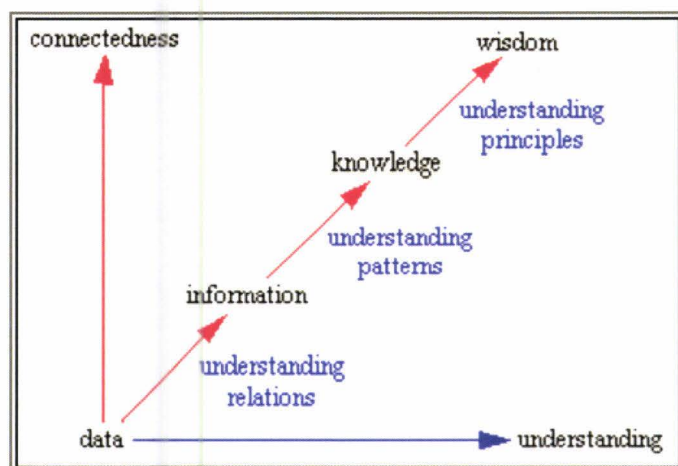 connectedness
wisdom
understanding
principles
knowledge
understanding
patterns
information
understanding
relations
data
understanding